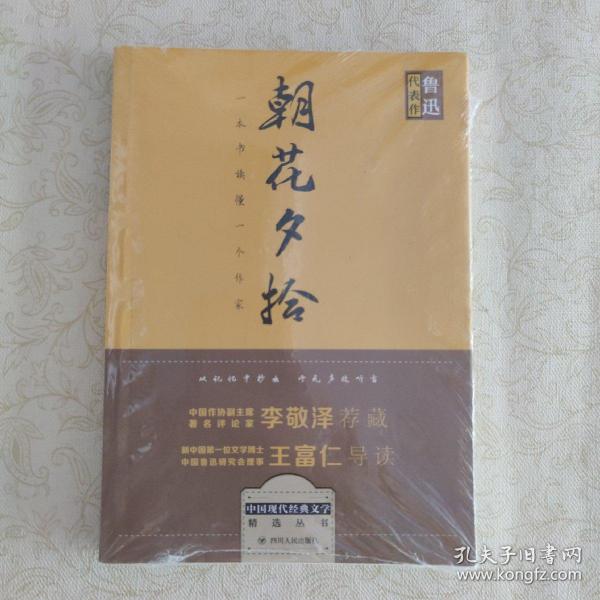 鲁迅
代表作
朝花夕拾
一本书读懂一个作家
从记忆中抄出 于无声处听音
中国作协副主席
著名评论家
李敬泽荐藏
新中国第一位文学博士
中国鲁迅研究会理事
王富仁导读
中国现代经典文学
精选丛书
四川人民出版社
孔夫子旧书网
www.kongfz.com